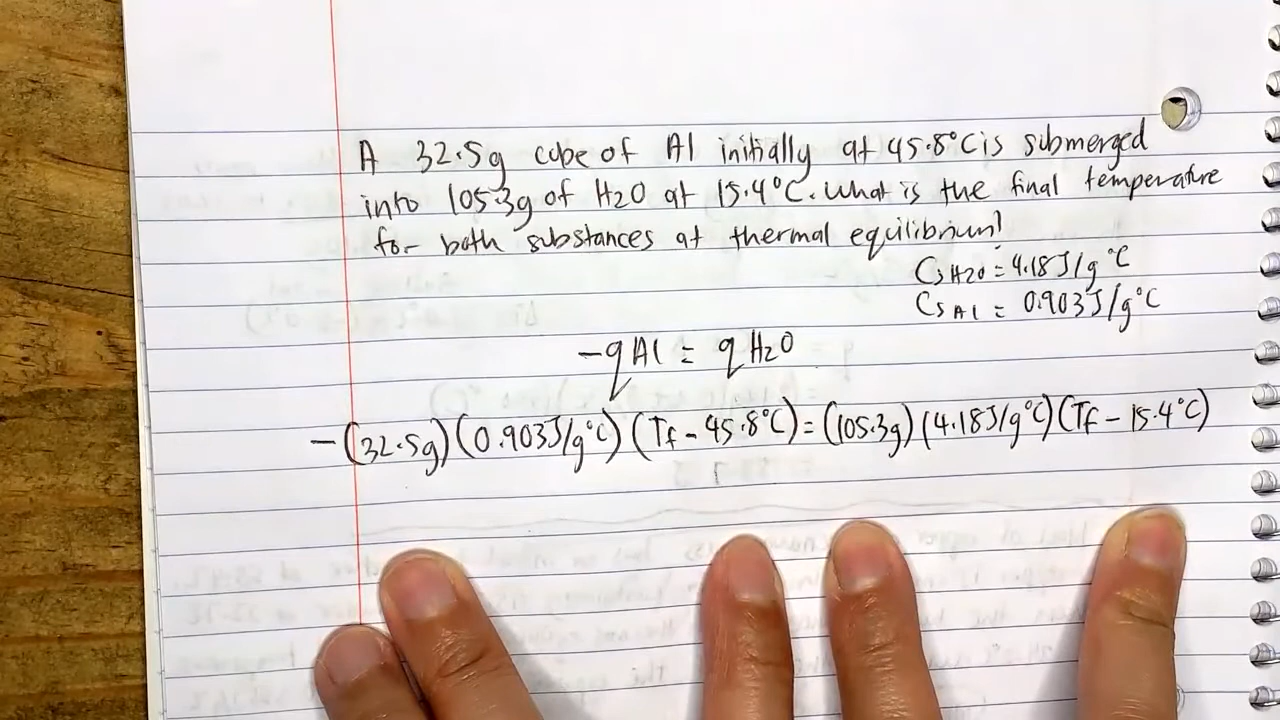 A 32.5g cube of Al initially at 45.8°C is submerged
into 105.3g of H2O at 15.4°C. What is the final temperature
for both substances at thermal equilibrium?
Cs H2O = 4.18J/g°C
Cs Al = 0.903J/g°C
-qAl = qH2O
-(32.5g)(0.903J/g°C)(Tf - 45.8°C) = (105.3g)(4.18J/g°C)(Tf - 15.4°C)